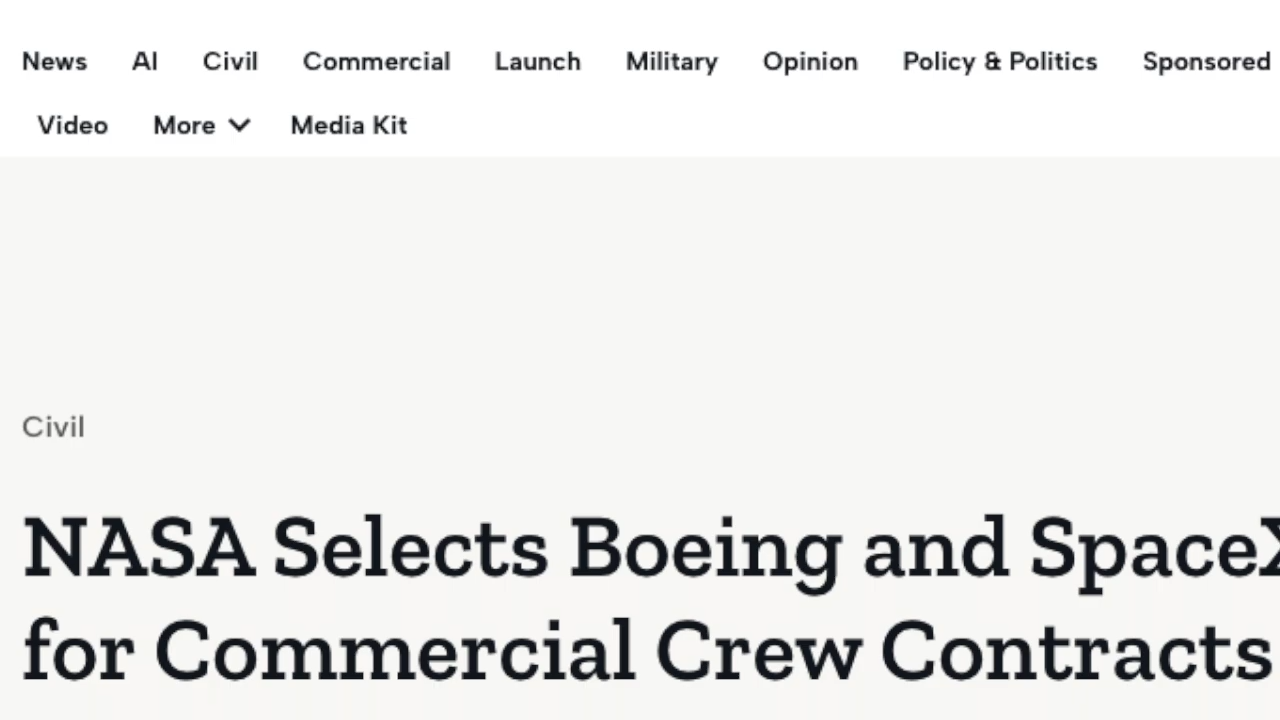 News AI Civil Commercial Launch Military Opinion Policy & Politics Sponsored
Video More Media Kit
Civil
NASA Selects Boeing and SpaceX
for Commercial Crew Contracts